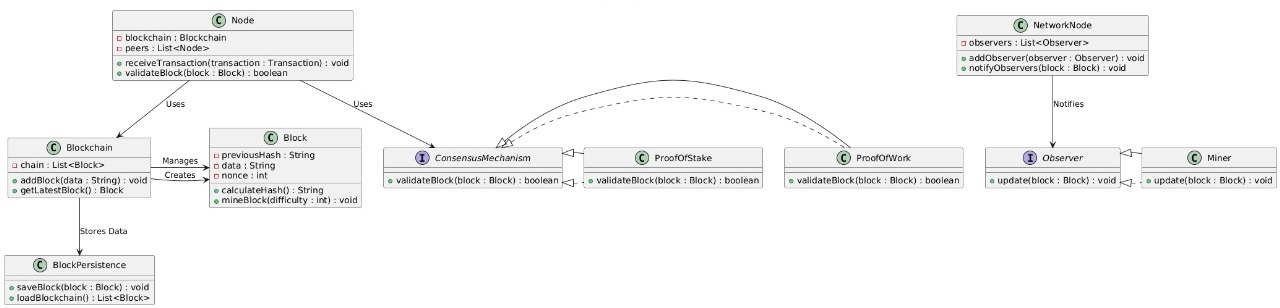 C Node
blockchain : Blockchain
peers : List<Node>
receiveTransaction(transaction : Transaction) : void
validateBlock(block : Block) : boolean
C NetworkNode
observers : List<Observer>
addObserver(observer : Observer) : void
notifyObservers(block : Block) : void
Uses
Uses
Notifies
C Blockchain
chain : List<Block>
addBlock(data : String) : void
getLatestBlock() : Block
Manages
Creates
C Block
previousHash : String
data : String
nonce : int
calculateHash() : String
mineBlock(difficulty : int) : void
I ConsensusMechanism
validateBlock(block : Block) : boolean
C ProofOfStake
validateBlock(block : Block) : boolean
C ProofOfWork
validateBlock(block : Block) : boolean
I Observer
update(block : Block) : void
C Miner
update(block : Block) : void
Stores Data
C BlockPersistence
saveBlock(block : Block) : void
loadBlockchain() : List<Block>